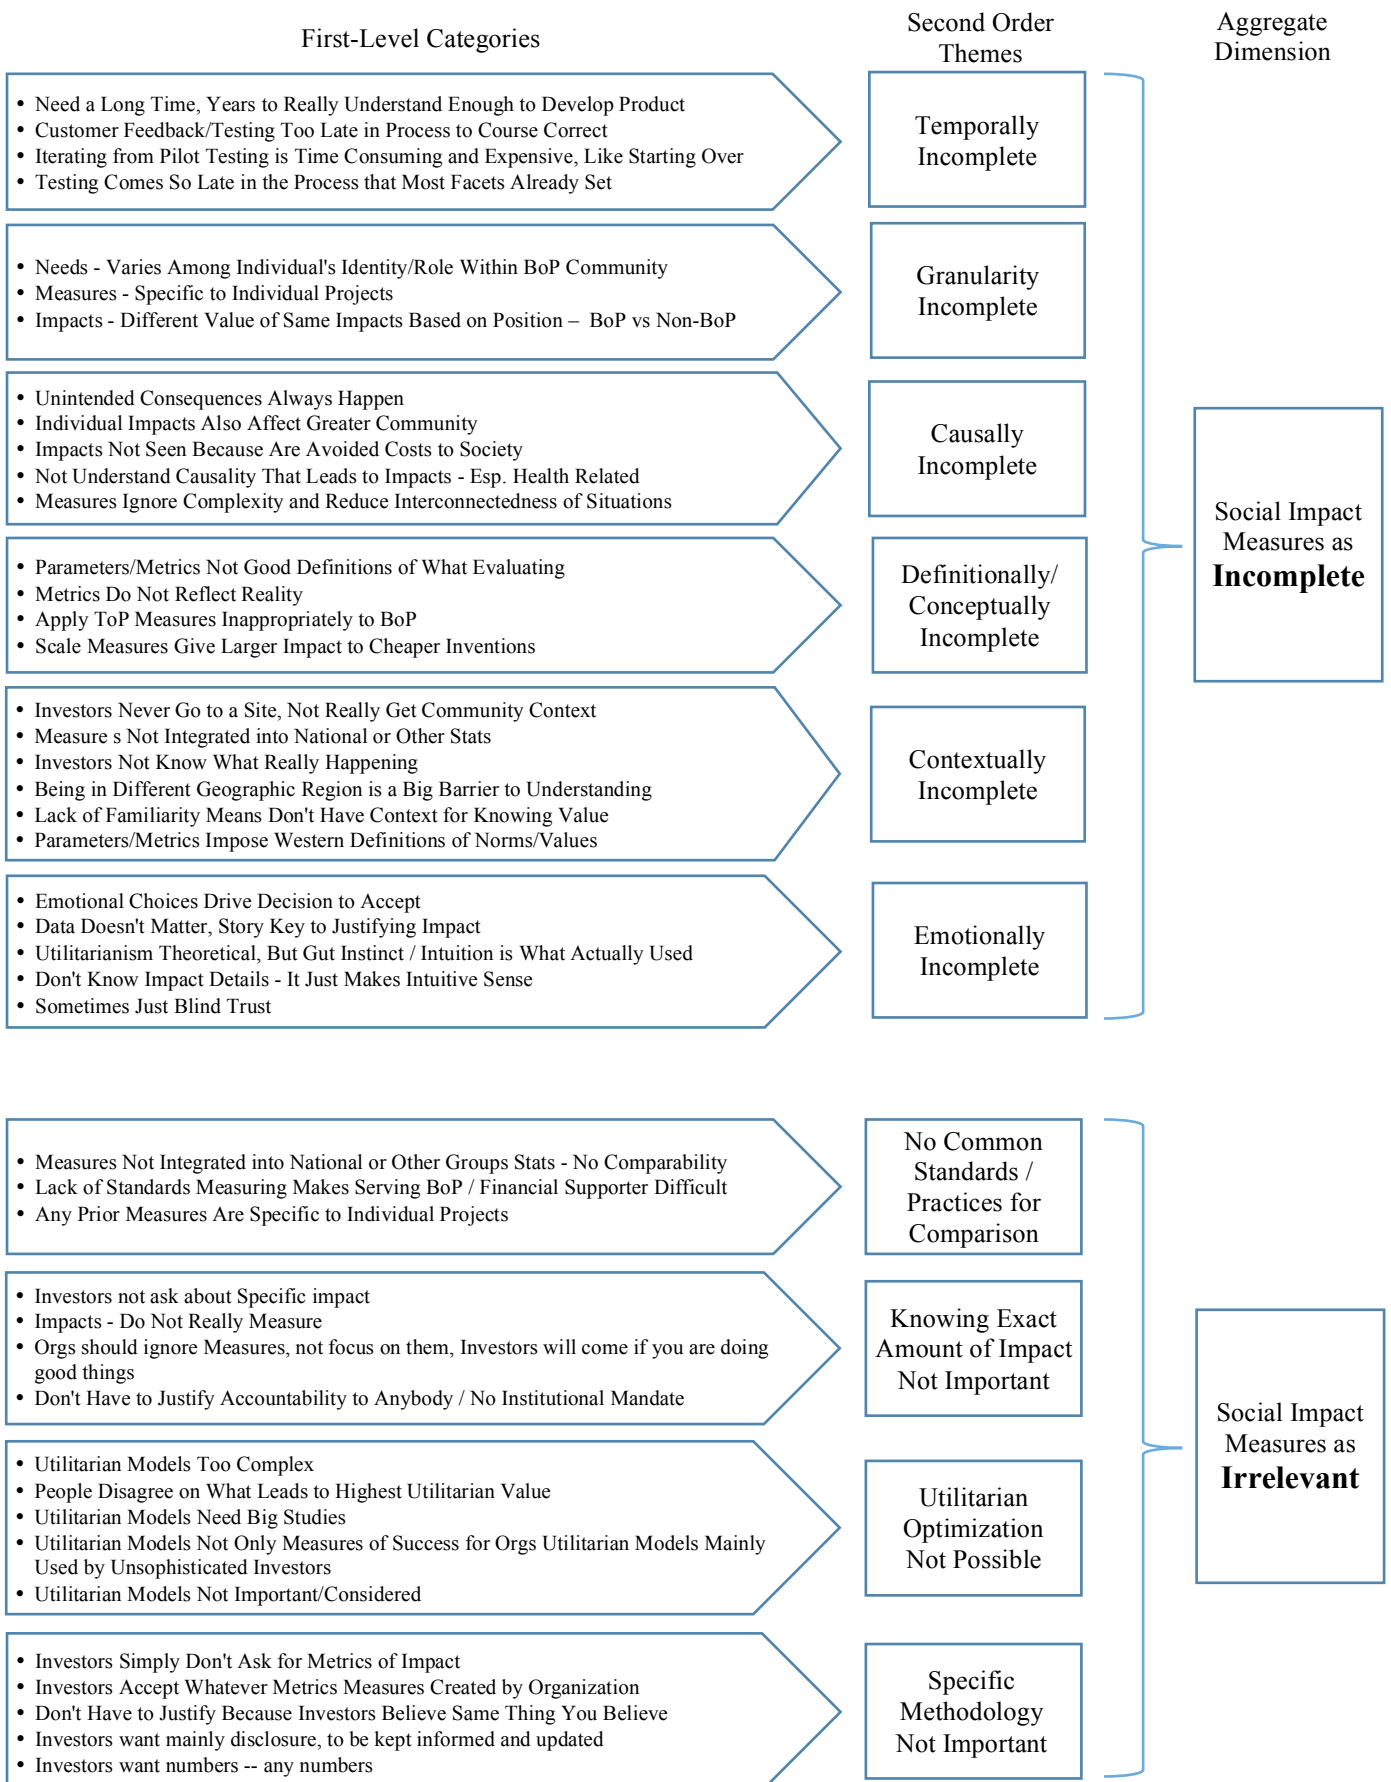 First-Level Categories
Second Order
Themes
Aggregate
Dimension
• Need a Long Time, Years to Really Understand Enough to Develop Product
• Customer Feedback/Testing Too Late in Process to Course Correct
• Iterating from Pilot Testing is Time Consuming and Expensive, Like Starting Over
• Testing Comes So Late in the Process that Most Facets Already Set
Temporally
Incomplete
• Needs - Varies Among Individual's Identity/Role Within BoP Community
• Measures - Specific to Individual Projects
• Impacts - Different Value of Same Impacts Based on Position – BoP vs Non-BoP
Granularity
Incomplete
• Unintended Consequences Always Happen
• Individual Impacts Also Affect Greater Community
• Impacts Not Seen Because Are Avoided Costs to Society
• Not Understand Causality That Leads to Impacts - Esp. Health Related
• Measures Ignore Complexity and Reduce Interconnectedness of Situations
Causally
Incomplete
• Parameters/Metrics Not Good Definitions of What Evaluating
• Metrics Do Not Reflect Reality
• Apply ToP Measures Inappropriately to BoP
• Scale Measures Give Larger Impact to Cheaper Inventions
Definitionally/
Conceptually
Incomplete
• Investors Never Go to a Site, Not Really Get Community Context
• Measure s Not Integrated into National or Other Stats
• Investors Not Know What Really Happening
• Being in Different Geographic Region is a Big Barrier to Understanding
• Lack of Familiarity Means Don't Have Context for Knowing Value
• Parameters/Metrics Impose Western Definitions of Norms/Values
Contextually
Incomplete
• Emotional Choices Drive Decision to Accept
• Data Doesn't Matter, Story Key to Justifying Impact
• Utilitarianism Theoretical, But Gut Instinct / Intuition is What Actually Used
• Don't Know Impact Details - It Just Makes Intuitive Sense
• Sometimes Just Blind Trust
Emotionally
Incomplete
Social Impact
Measures as
Incomplete
• Measures Not Integrated into National or Other Groups Stats - No Comparability
• Lack of Standards Measuring Makes Serving BoP / Financial Supporter Difficult
• Any Prior Measures Are Specific to Individual Projects
No Common
Standards /
Practices for
Comparison
• Investors not ask about Specific impact
• Impacts - Do Not Really Measure
• Orgs should ignore Measures, not focus on them, Investors will come if you are doing
good things
• Don't Have to Justify Accountability to Anybody / No Institutional Mandate
Knowing Exact
Amount of Impact
Not Important
• Utilitarian Models Too Complex
• People Disagree on What Leads to Highest Utilitarian Value
• Utilitarian Models Need Big Studies
• Utilitarian Models Not Only Measures of Success for Orgs Utilitarian Models Mainly
Used by Unsophisticated Investors
• Utilitarian Models Not Important/Considered
Utilitarian
Optimization
Not Possible
• Investors Simply Don't Ask for Metrics of Impact
• Investors Accept Whatever Metrics Measures Created by Organization
• Don't Have to Justify Because Investors Believe Same Thing You Believe
• Investors want mainly disclosure, to be kept informed and updated
• Investors want numbers -- any numbers
Specific
Methodology
Not Important
Social Impact
Measures as
Irrelevant